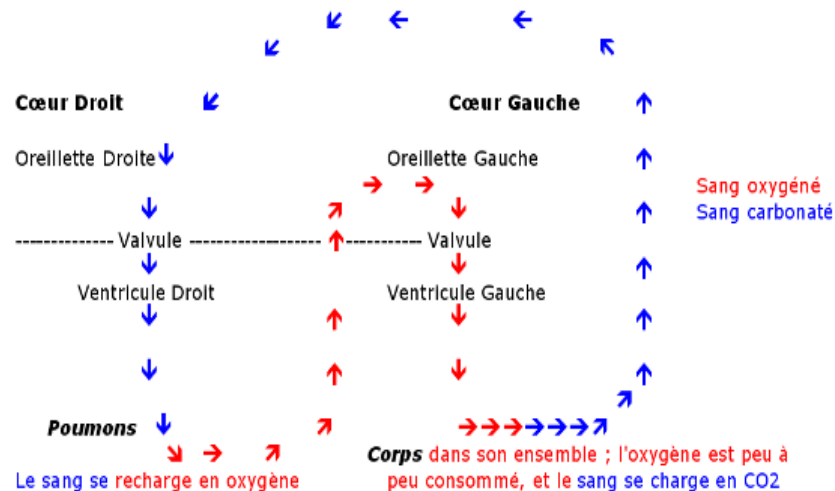 Cœur Droit Cœur Gauche
Oreillette Droite Oreillette Gauche
Sang oxygéné
Sang carbonaté
-------------- Valvule ------------------- ----------- Valvule
Ventricule Droit Ventricule Gauche
Poumons
Le sang se recharge en oxygène
Corps dans son ensemble ; l'oxygène est peu à
peu consommé, et le sang se charge en CO2